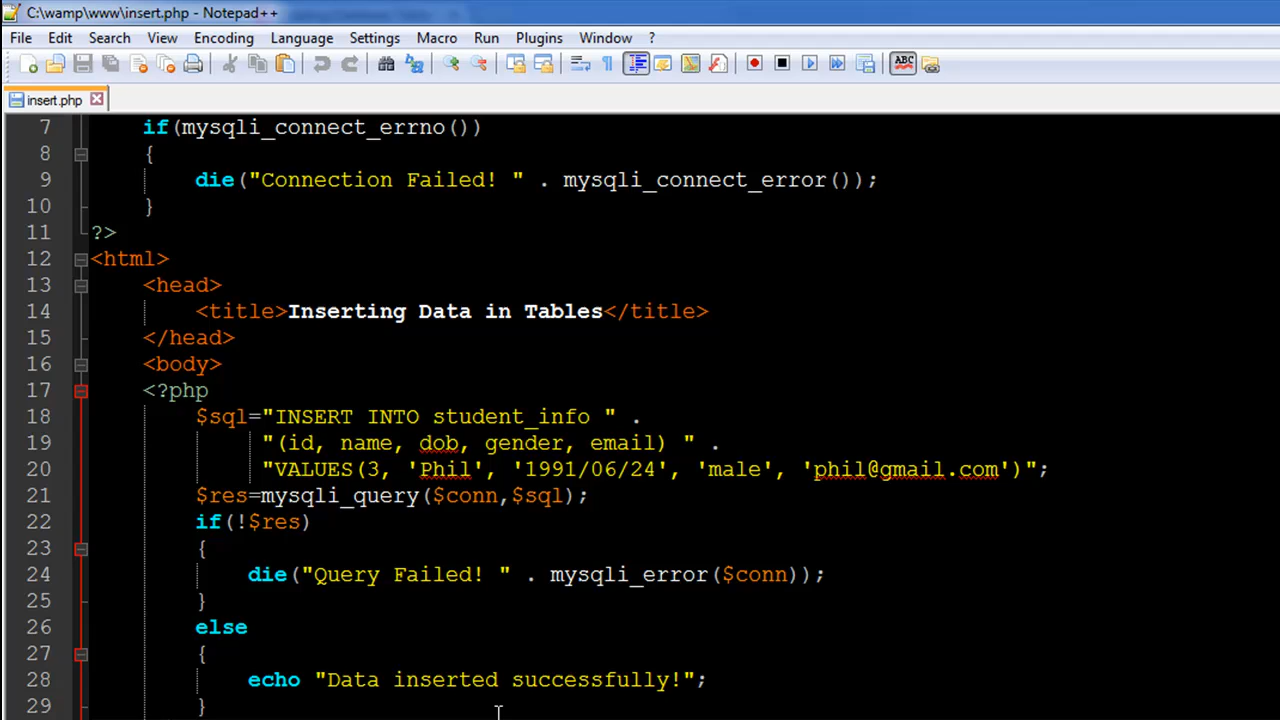 C:\wamp\www\insert.php - Notepad++
File Edit Search View Encoding Language Settings Macro Run Plugins Window ?
ABC
insert.php
7 if(mysqli_connect_errno())
8 {
9 die("Connection Failed! " . mysqli_connect_error());
10 }
11 ?>
12 <html>
13 <head>
14 <title>Inserting Data in Tables</title>
15 </head>
16 <body>
17 <?php
18 $sql="INSERT INTO student_info " .
19 "(id, name, dob, gender, email) " .
20 "VALUES(3, 'Phil', '1991/06/24', 'male', 'phil@gmail.com')";
21 $res=mysqli_query($conn,$sql);
22 if(!$res)
23 {
24 die("Query Failed! " . mysqli_error($conn));
25 }
26 else
27 {
28 echo "Data inserted successfully!";
29 }